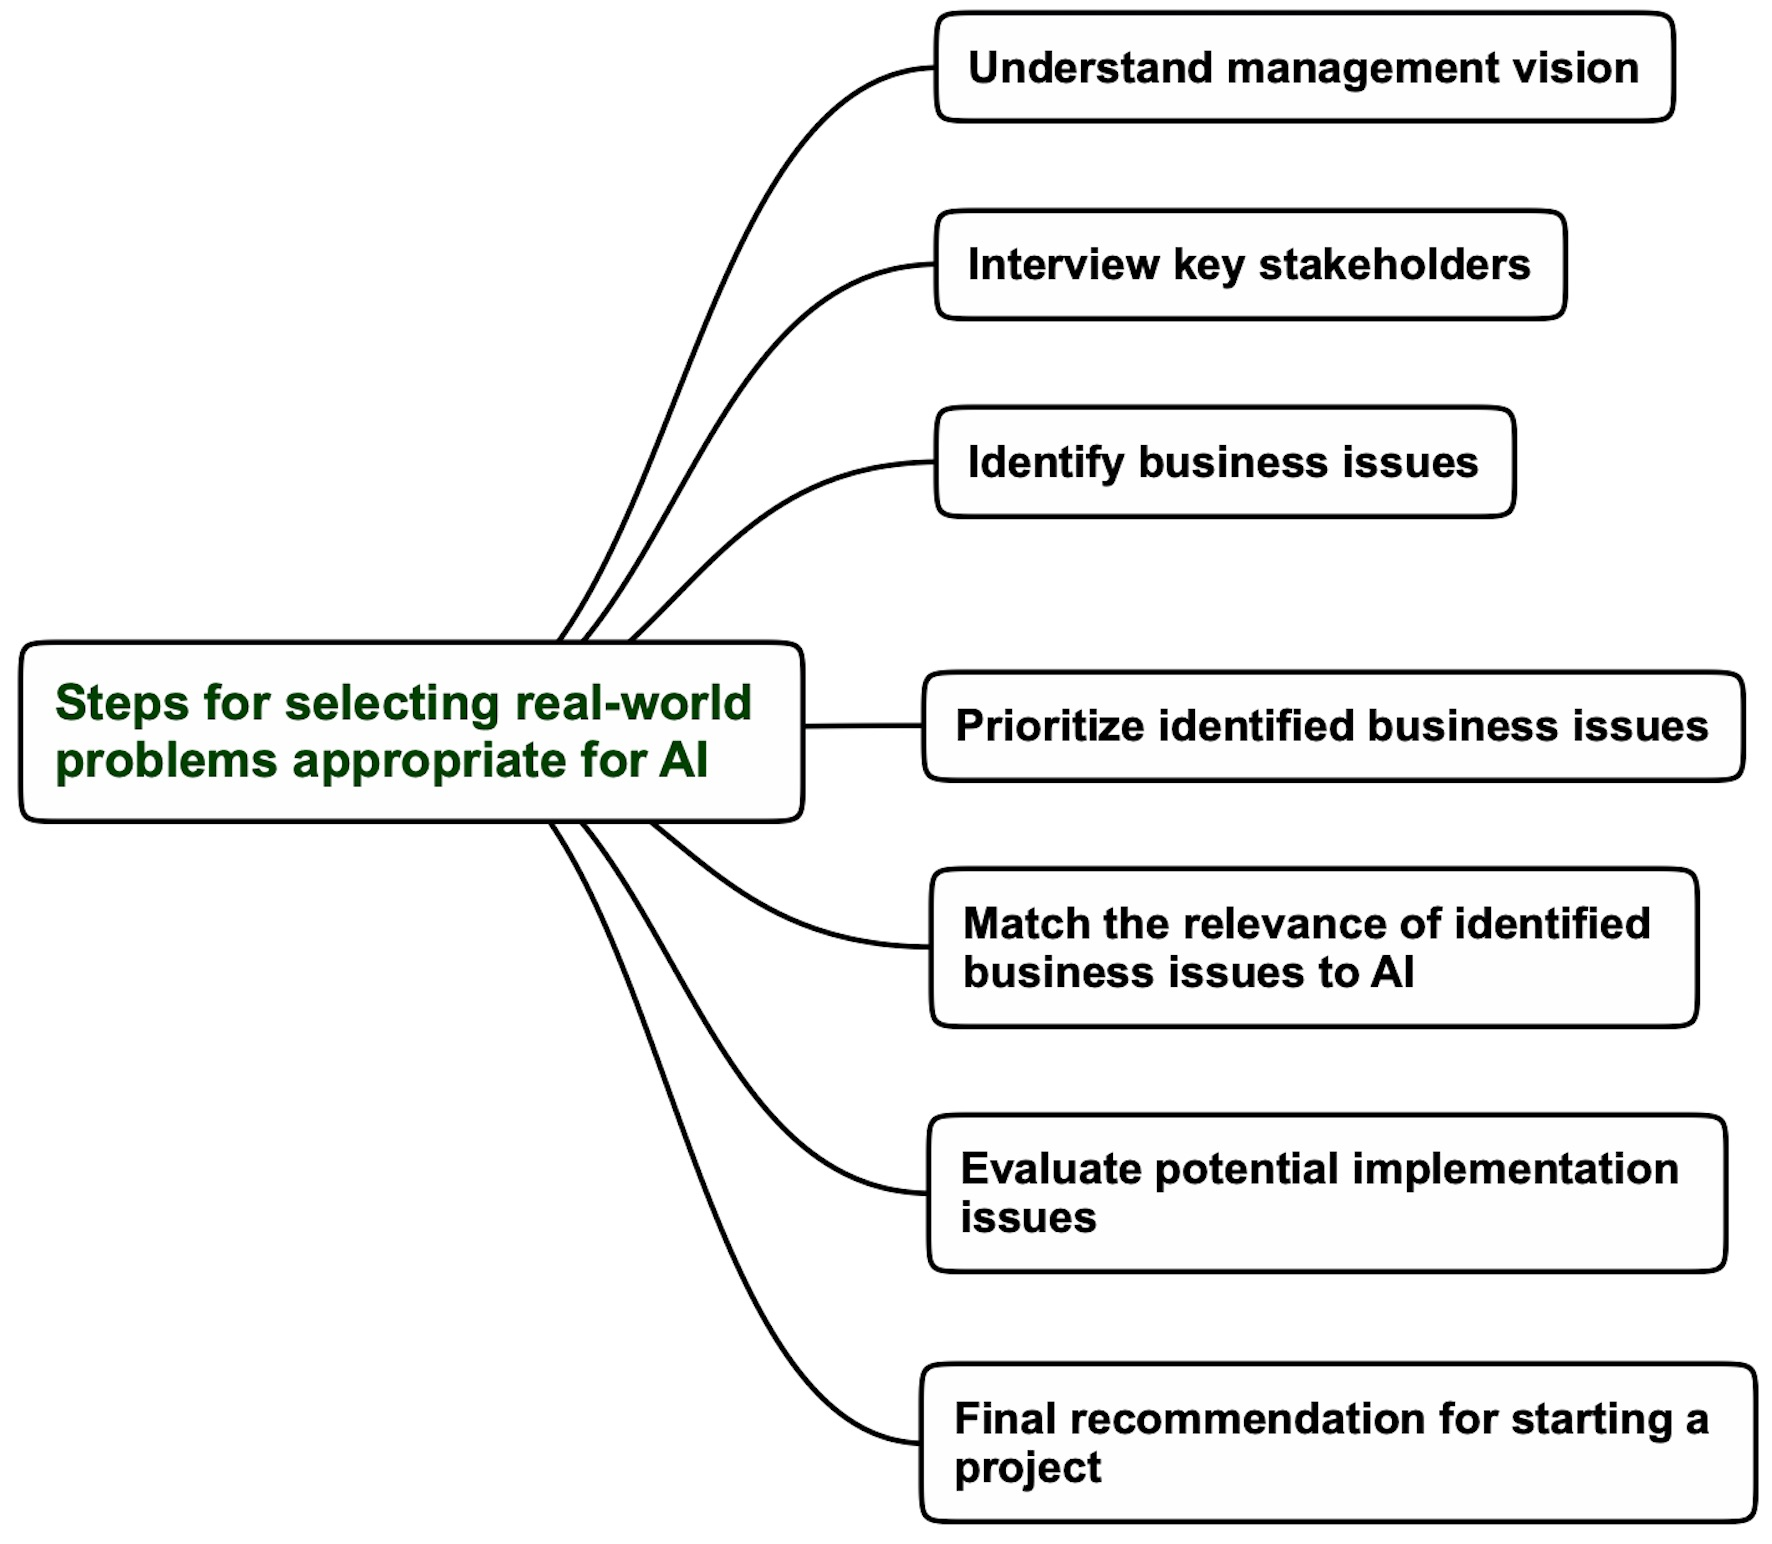 Understand management vision
Interview key stakeholders
Identify business issues
Steps for selecting real-world
problems appropriate for AI
Prioritize identified business issues
Match the relevance of identified
business issues to AI
Evaluate potential implementation
issues
Final recommendation for starting a
project